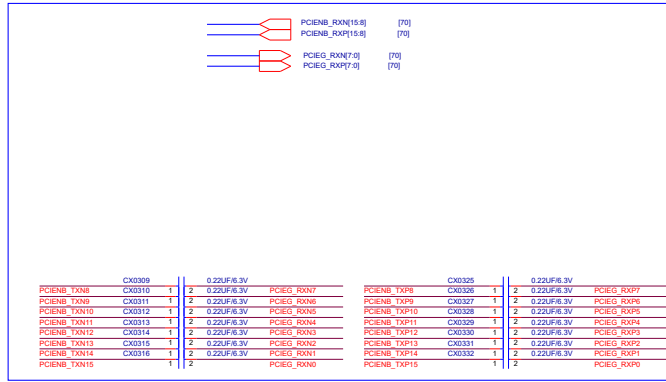 PCIENB_RXN[15:8] [70]
PCIENB_RXP[15:8] [70]
PCIEG_RXN[7:0] [70]
PCIEG_RXP[7:0] [70]
CX0309 0.22UF/6.3V CX0325 0.22UF/6.3V
PCIENB_TXN8 CX0310 1 2 0.22UF/6.3V PCIEG_RXN7 PCIENB_TXP8 CX0326 1 2 0.22UF/6.3V PCIEG_RXP7
PCIENB_TXN9 CX0311 1 2 0.22UF/6.3V PCIEG_RXN6 PCIENB_TXP9 CX0327 1 2 0.22UF/6.3V PCIEG_RXP6
PCIENB_TXN10 CX0312 1 2 0.22UF/6.3V PCIEG_RXN5 PCIENB_TXP10 CX0328 1 2 0.22UF/6.3V PCIEG_RXP5
PCIENB_TXN11 CX0313 1 2 0.22UF/6.3V PCIEG_RXN4 PCIENB_TXP11 CX0329 1 2 0.22UF/6.3V PCIEG_RXP4
PCIENB_TXN12 CX0314 1 2 0.22UF/6.3V PCIEG_RXN3 PCIENB_TXP12 CX0330 1 2 0.22UF/6.3V PCIEG_RXP3
PCIENB_TXN13 CX0315 1 2 0.22UF/6.3V PCIEG_RXN2 PCIENB_TXP13 CX0331 1 2 0.22UF/6.3V PCIEG_RXP2
PCIENB_TXN14 CX0316 1 2 0.22UF/6.3V PCIEG_RXN1 PCIENB_TXP14 CX0332 1 2 0.22UF/6.3V PCIEG_RXP1
PCIENB_TXN15 1 2 PCIEG_RXN0 PCIENB_TXP15 1 2 PCIEG_RXP0